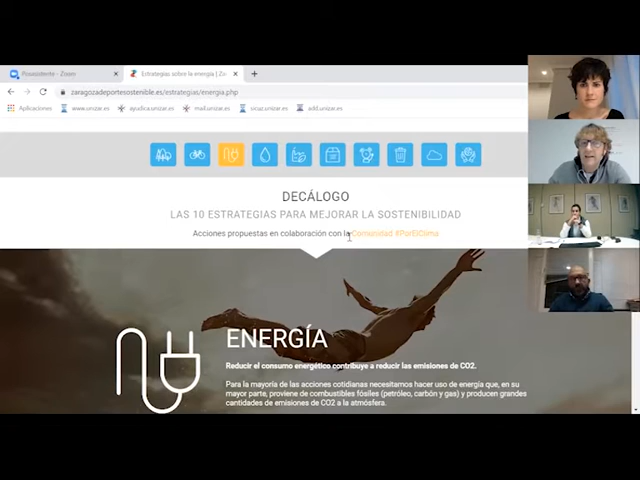 Posasistente - Zoom
Estrategias sobre la energía | Zo
zaragozadeportesostenible.es/estrategias/energia.php
Aplicaciones www.unizar.es ayudica.unizar.es mail.unizar.es sicuz.unizar.es add.unizar.es
DECÁLOGO
LAS 10 ESTRATEGIAS PARA MEJORAR LA SOSTENIBILIDAD
Acciones propuestas en colaboración con la Comunidad #PorElClima
ENERGÍA
Reducir el consumo energético contribuye a reducir las emisiones de CO2.
Para la mayoría de las acciones cotidianas necesitamos hacer uso de energía que, en su
mayor parte, proviene de combustibles fósiles (petróleo, carbón y gas) y producen grandes
cantidades de emisiones de CO2 a la atmósfera.